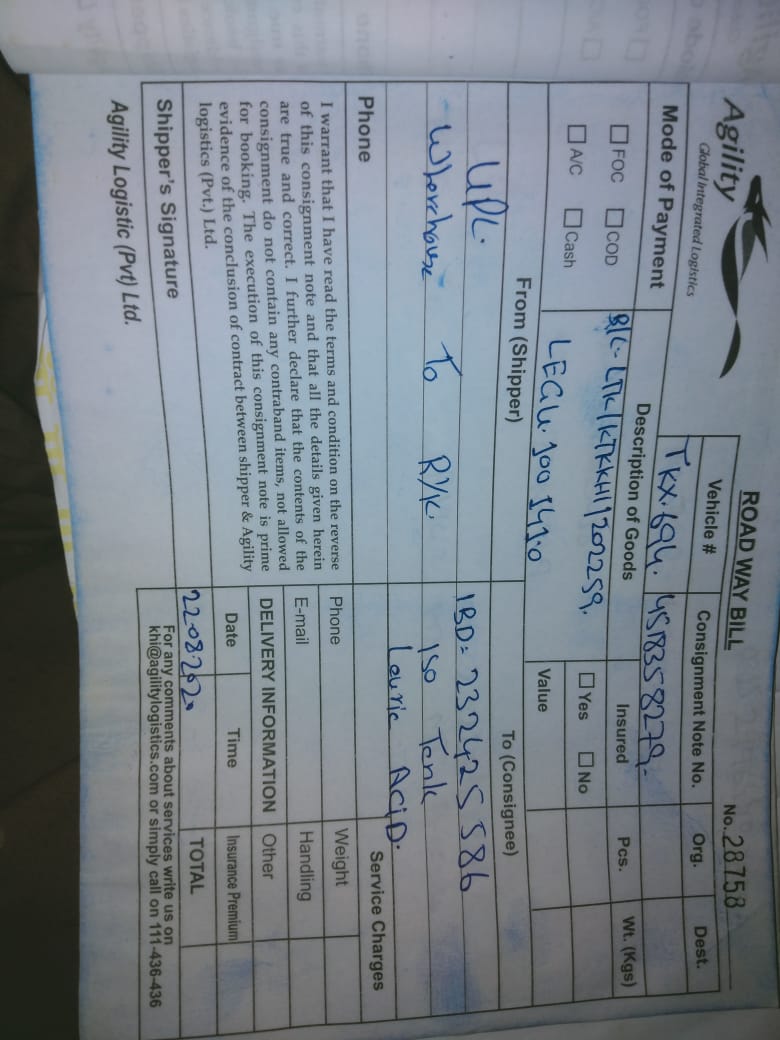 Agility
Global Integrated Logistics
ROAD WAY BILL
No. 28758
Vehicle #
Consignment Note No.
Org.
Dest.
TKX.694.
4518358279.
Mode of Payment
Description of Goods
Insured
Pcs.
Wt. (Kgs)
FOC
COD
B/L- LTK/KTKKHI/202259.
Yes
No
A/C
Cash
LEGU. 100 141.0
Value
From (Shipper)
To (Consignee)
UPL.
IBD= 232425586
Wherehouse To R/K.
Iso Tank
Lauric AciD.
Phone
Service Charges
I warrant that I have read the terms and condition on the reverse
of this consignment note and that all the details given herein
are true and correct. I further declare that the contents of the
consignment do not contain any contraband items, not allowed
for booking. The execution of this consignment note is prime
evidence of the conclusion of contract between shipper & Agility
logistics (Pvt.) Ltd.
Phone
Weight
E-mail
Handling
DELIVERY INFORMATION
Other
Date
Time
Insurance Premium
22.08.2020
TOTAL
Shipper's Signature
For any comments about services write us on
khi@agilitylogistics.com or simply call on 111-436-436
Agility Logistic (Pvt) Ltd.